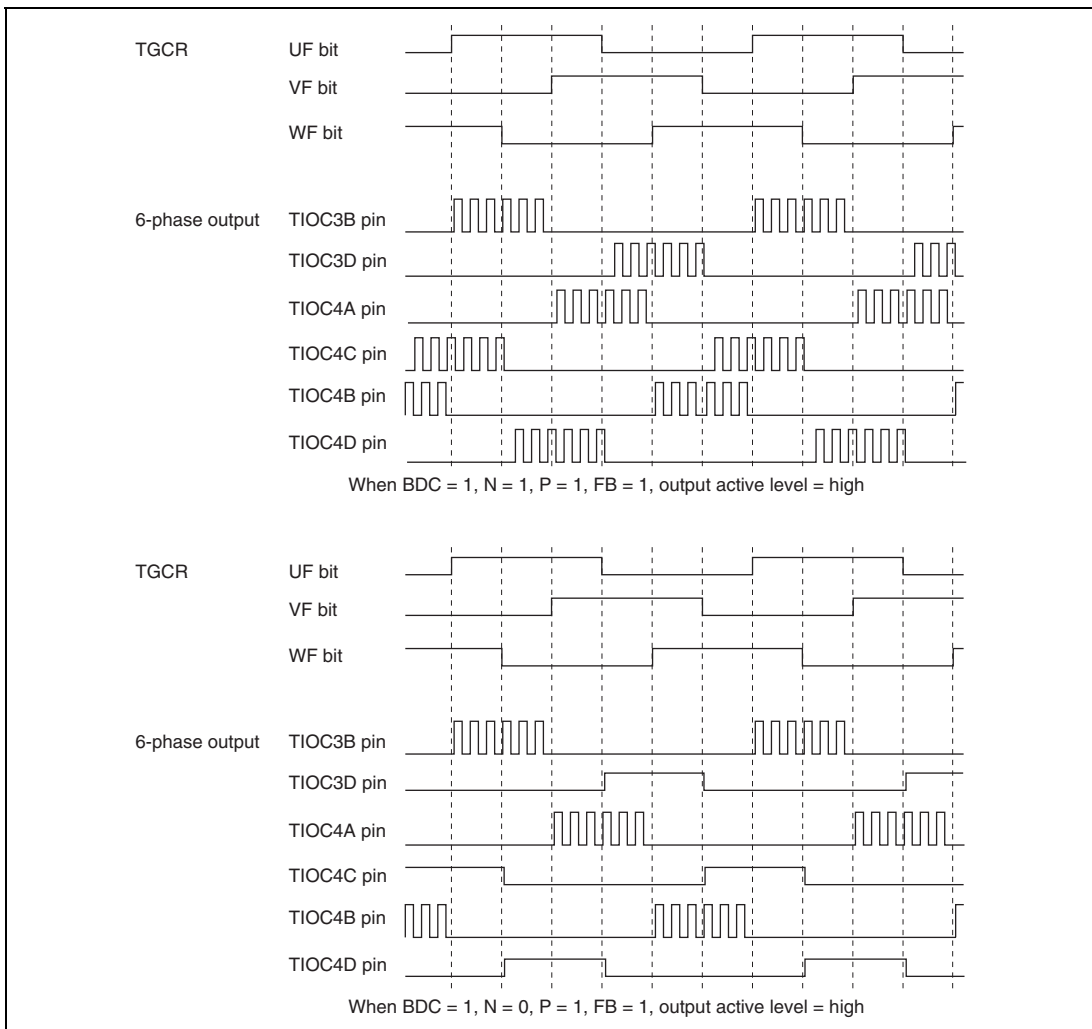 TGCR UF bit
VF bit
WF bit
6-phase output TIOC3B pin
TIOC3D pin
TIOC4A pin
TIOC4C pin
TIOC4B pin
TIOC4D pin
When BDC = 1, N = 1, P = 1, FB = 1, output active level = high
TGCR UF bit
VF bit
WF bit
6-phase output TIOC3B pin
TIOC3D pin
TIOC4A pin
TIOC4C pin
TIOC4B pin
TIOC4D pin
When BDC = 1, N = 0, P = 1, FB = 1, output active level = high